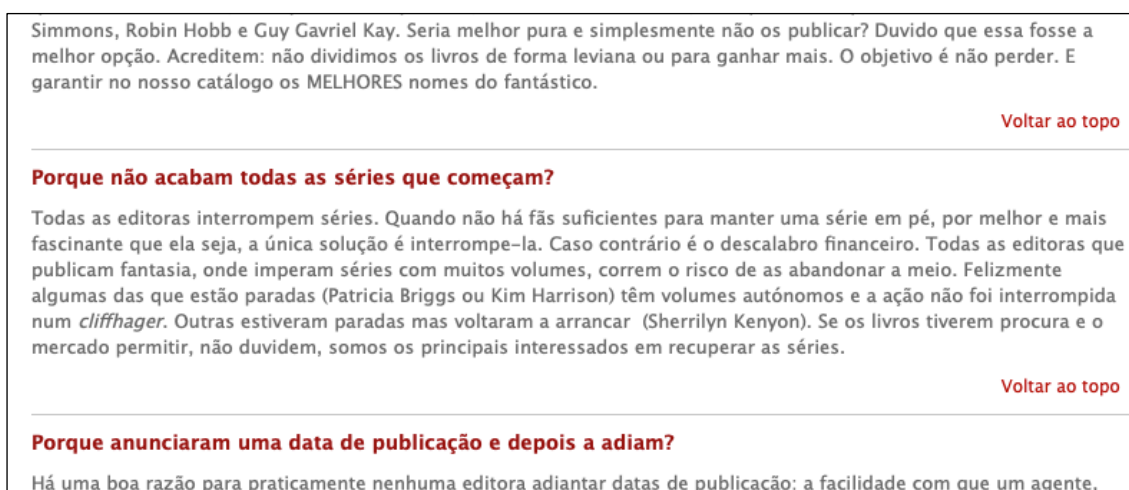 Simmons, Robin Hobb e Guy Gavriel Kay. Seria melhor pura e simplesmente não os publicar? Duvido que essa fosse a
melhor opção. Acreditem: não dividimos os livros de forma leviana ou para ganhar mais. O objetivo é não perder. E
garantir no nosso catálogo os MELHORES nomes do fantástico.
Voltar ao topo
Porque não acabam todas as séries que começam?
Todas as editoras interrompem séries. Quando não há fãs suficientes para manter uma série em pé, por melhor e mais
fascinante que ela seja, a única solução é interrompe-la. Caso contrário é o descalabro financeiro. Todas as editoras que
publicam fantasia, onde imperam séries com muitos volumes, correm o risco de as abandonar a meio. Felizmente
algumas das que estão paradas (Patricia Briggs ou Kim Harrison) têm volumes autónomos e a ação não foi interrompida
num cliffhager. Outras estiveram paradas mas voltaram a arrancar  (Sherrilyn Kenyon). Se os livros tiverem procura e o
mercado permitir, não duvidem, somos os principais interessados em recuperar as séries.
Voltar ao topo
Porque anunciaram uma data de publicação e depois a adiam?
Há uma boa razão para praticamente nenhuma editora adiantar datas de publicação: a facilidade com que um agente,